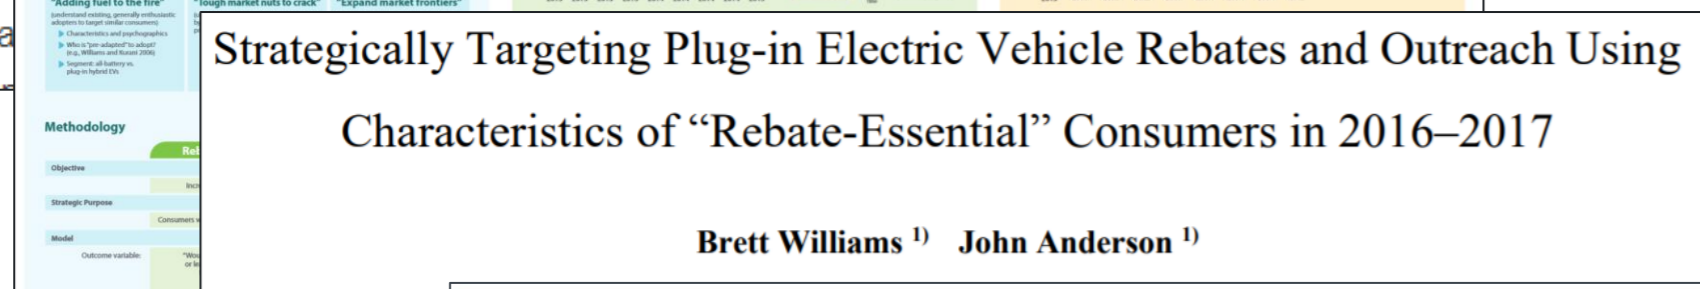 "Adding fuel to the fire"
"Tough market nuts to crack"
"Expand market frontiers"
(understand existing, generally enthusiastic
adopters to target similar consumers)
Characteristics and psychographics
Who is "pre-adapted" to adopt?
(e.g., Williams and Kurani 2006)
Segment: all-battery vs.
plug-in hybrid EVs
Strategically Targeting Plug-in Electric Vehicle Rebates and Outreach Using
Characteristics of “Rebate-Essential” Consumers in 2016–2017
Brett Williams 1) John Anderson 1)
Methodology
Objective
Strategic Purpose
Consumers
Model
Outcome variable: